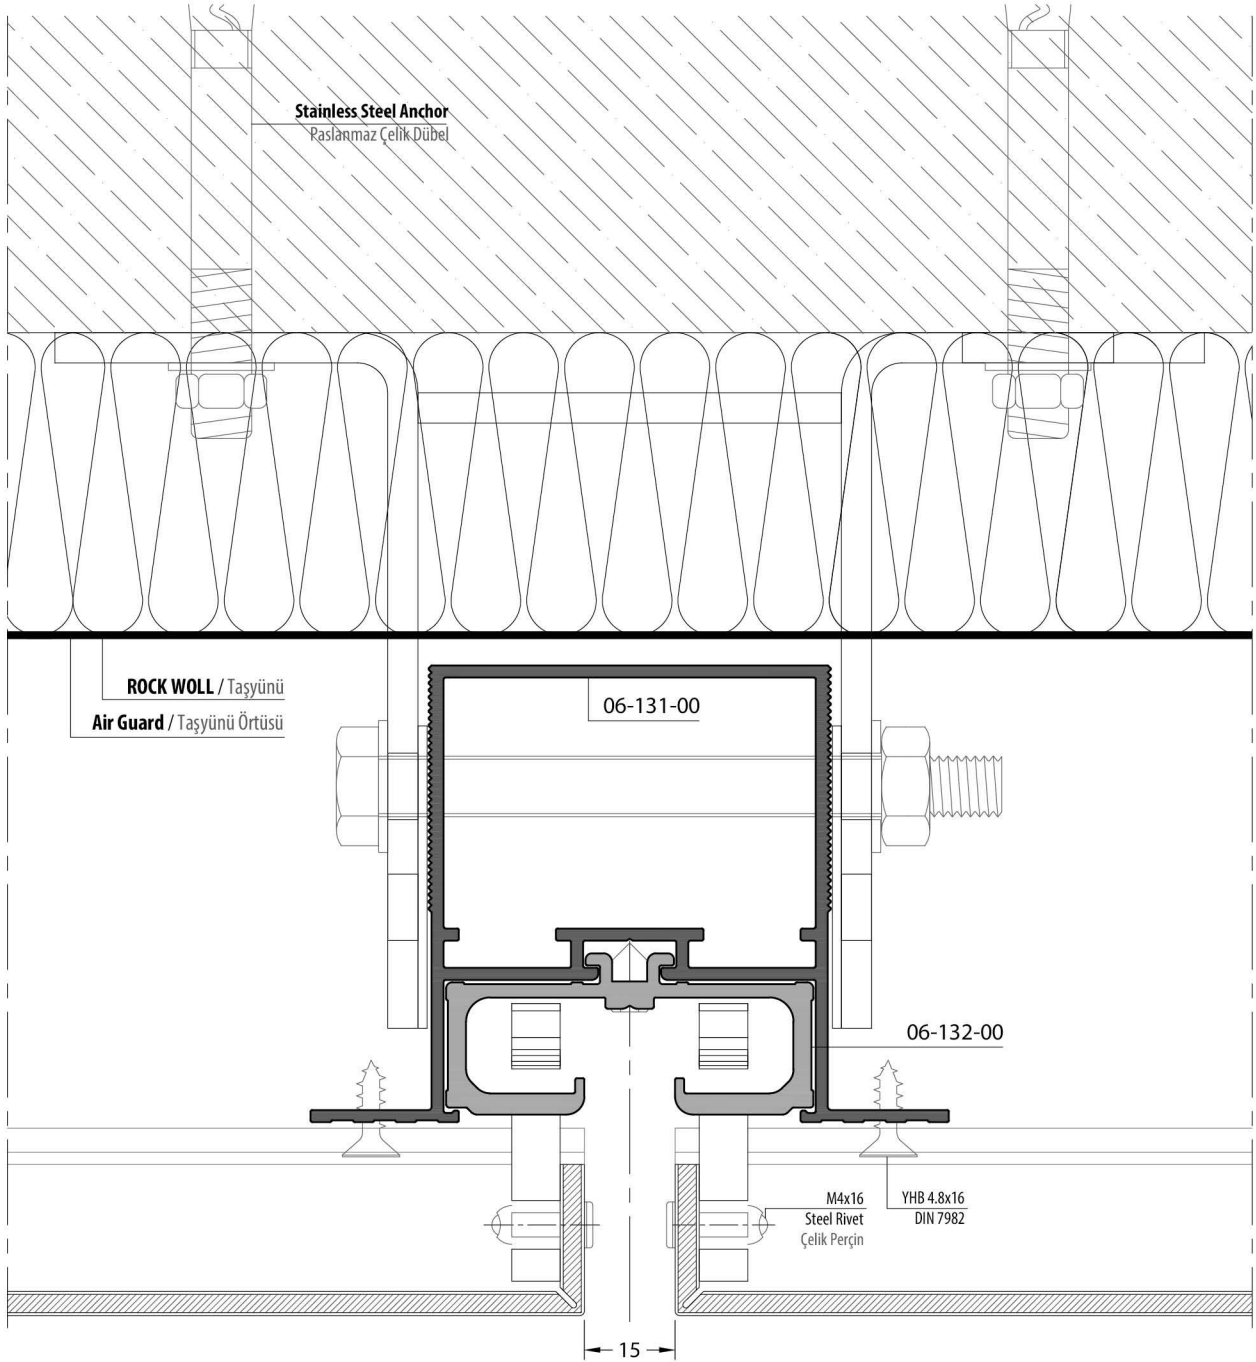 Stainless Steel Anchor
Paslanmaz Çelik Dübel
ROCK WOLL / Taşyünü
Air Guard / Taşyünü Örtüsü
06-131-00
06-132-00
M4x16
Steel Rivet
Çelik Perçin
YHB 4.8x16
DIN 7982
15